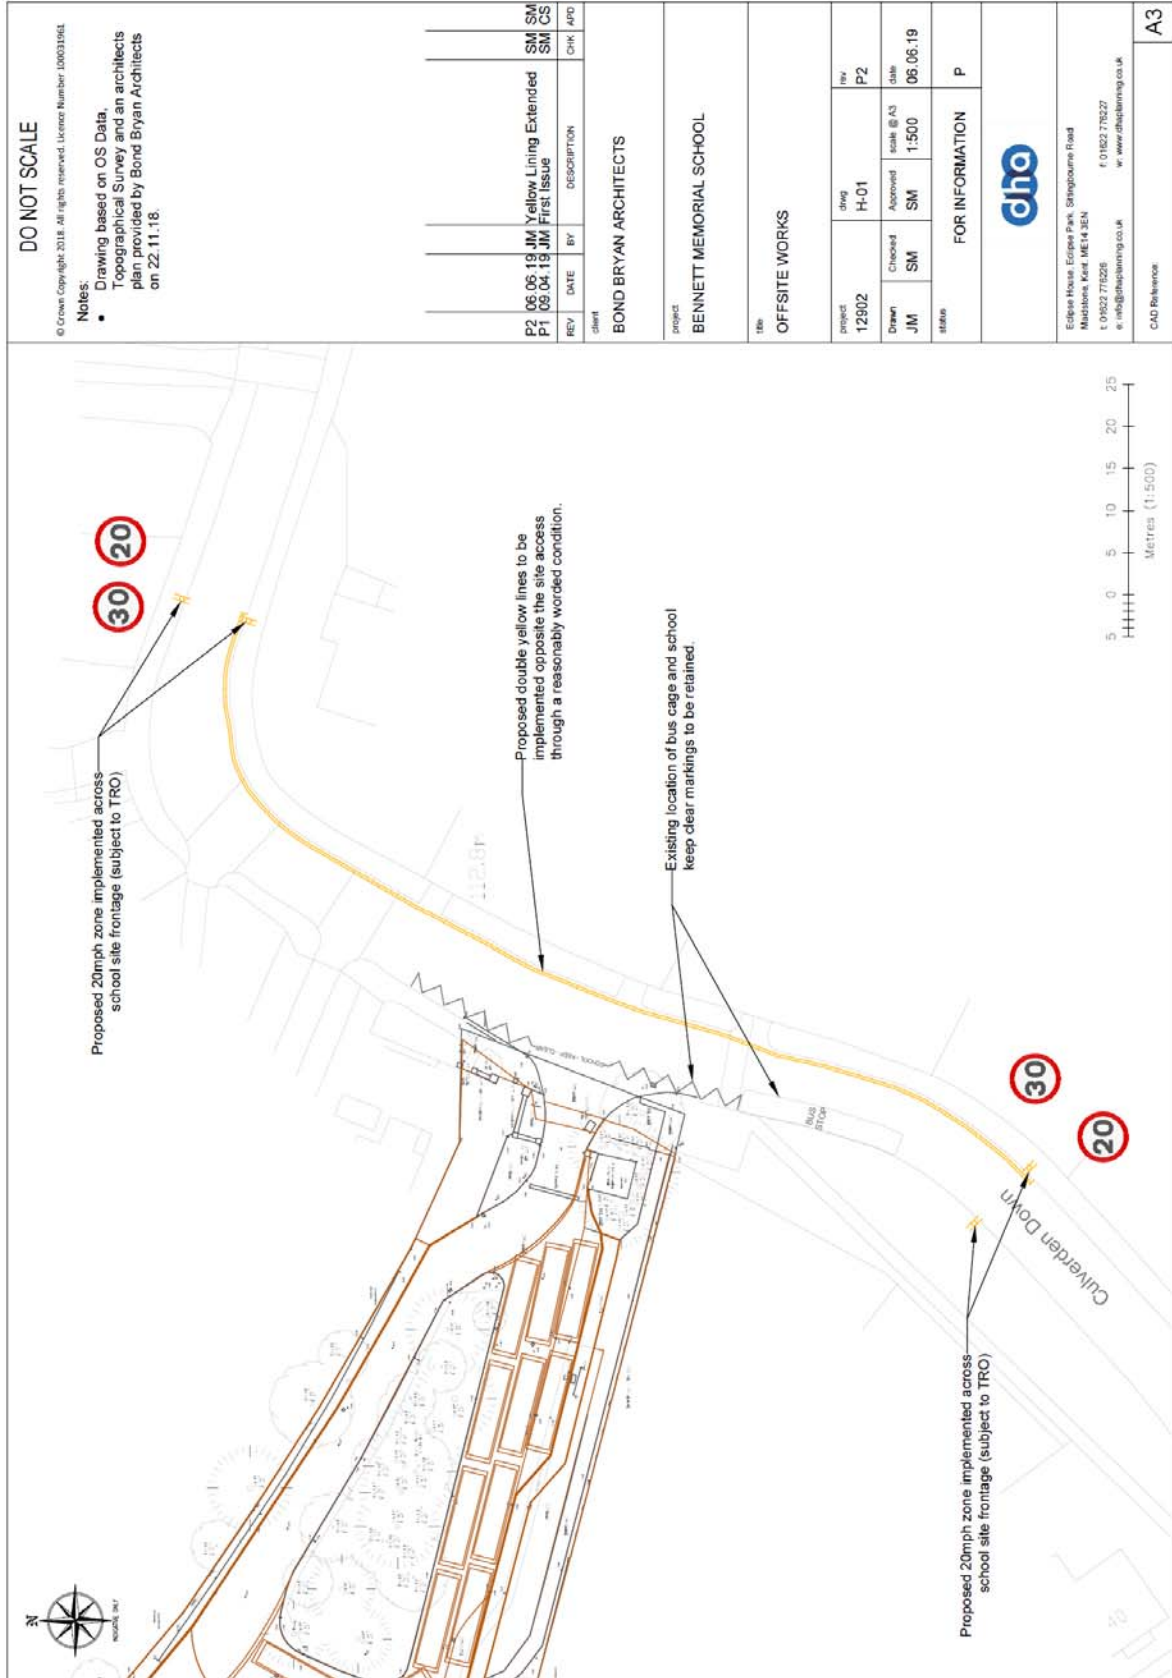 DO NOT SCALE
© Crown Copyright 2018. All rights reserved. Licence Number 100031961
Notes:
• Drawing based on OS Data,
Topographical Survey and an architects
plan provided by Bond Bryan Architects
on 22.11.18.
P2 06.06.19 JM Yellow Lining Extended SM SM
P1 09.04.19 JM First Issue SM CS
REV DATE BY DESCRIPTION CHK APD
client
BOND BRYAN ARCHITECTS
project
BENNETT MEMORIAL SCHOOL
title
OFFSITE WORKS
project drwg rev
12902 H-01 P2
Drawn Checked Approved scale @ A3 date
JM SM SM 1:500 06.06.19
status
FOR INFORMATION P
dha
Eclipse House, Eclipse Park, Sittingbourne Road
Maidstone, Kent. ME14 3EN
t: 01622 776226 f: 01622 776227
e: info@dhaplanning.co.uk w: www.dhaplanning.co.uk
CAD Reference:
A3
N
INDICATIVE ONLY
Proposed 20mph zone implemented across
school site frontage (subject to TRO)
30
20
Proposed double yellow lines to be
implemented opposite the site access
through a reasonably worded condition.
112.8m
Existing location of bus cage and school
keep clear markings to be retained.
SCHOOL KEEP CLEAR
BUS
STOP
30
20
Culverden Down
Proposed 20mph zone implemented across
school site frontage (subject to TRO)
40
5 0 5 10 15 20 25
Metres (1:500)